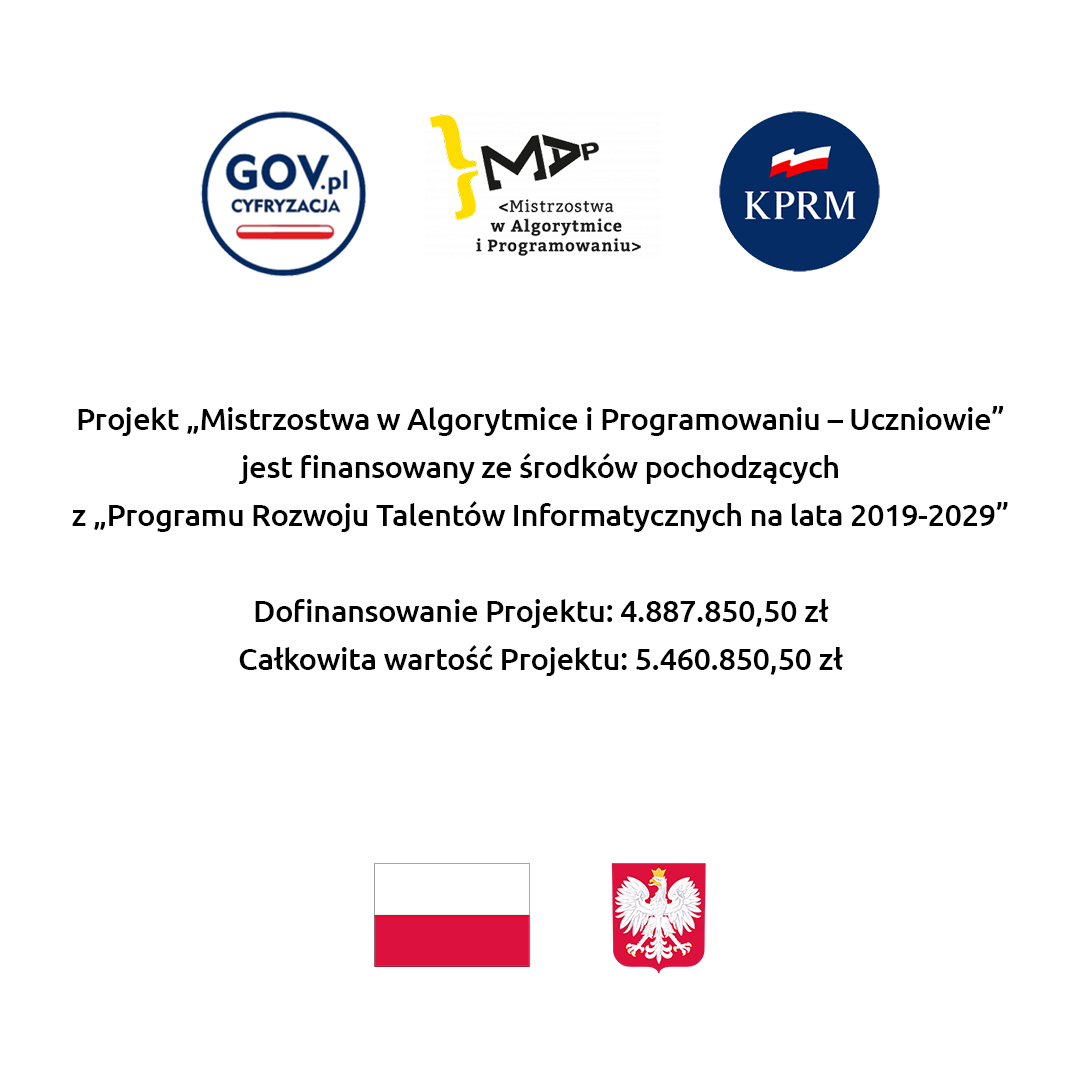 GOV.pl
CYFRYZACJA
MAP
<Mistrzostwa
w Algorytmice
i Programowaniu>
KPRM
Projekt „Mistrzostwa w Algorytmice i Programowaniu – Uczniowie”
jest finansowany ze środków pochodzących
z „Programu Rozwoju Talentów Informatycznych na lata 2019-2029”
Dofinansowanie Projektu: 4.887.850,50 zł
Całkowita wartość Projektu: 5.460.850,50 zł